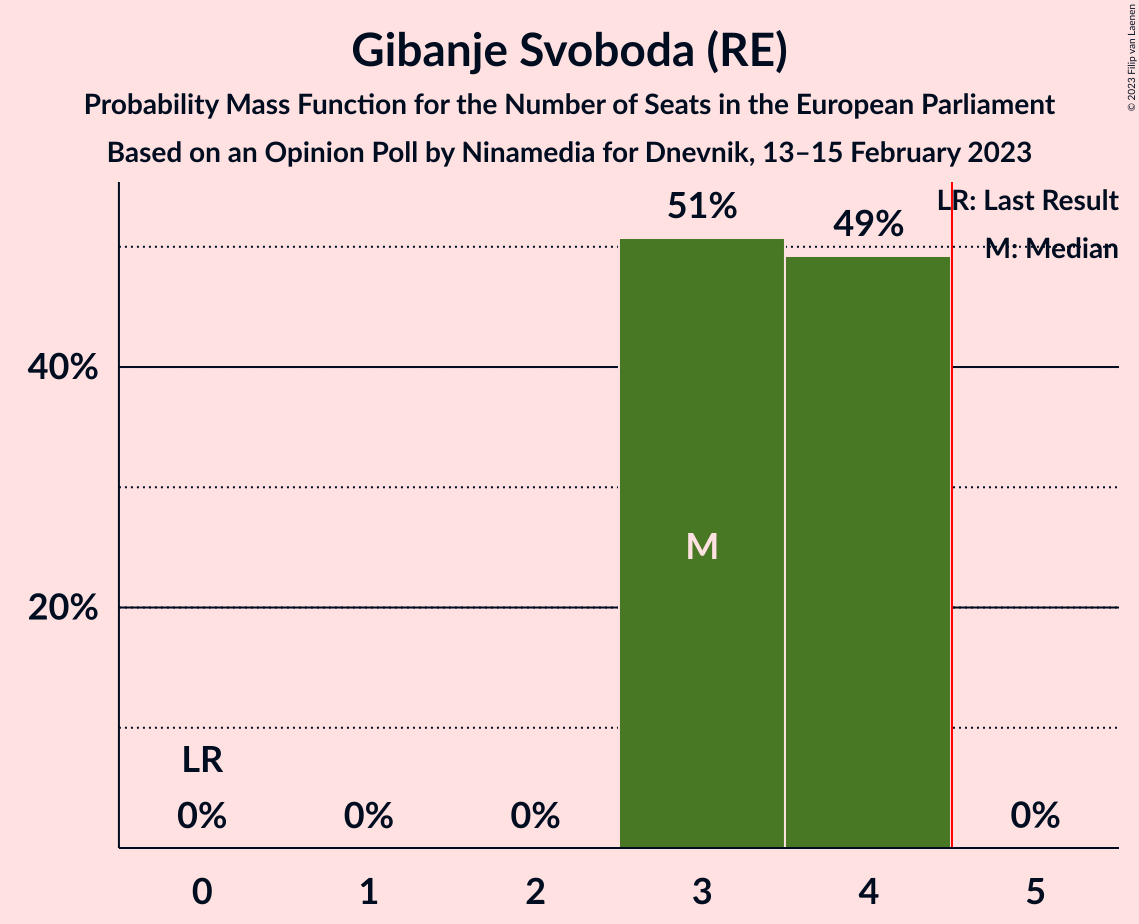 Gibanje Svoboda (RE)
Probability Mass Function for the Number of Seats in the European Parliament
Based on an Opinion Poll by Ninamedia for Dnevnik, 13–15 February 2023
© 2023 Filip van Laenen
LR: Last Result
M: Median
51%
49%
40%
20%
M
LR
0%
0%
0%
0%
0
1
2
3
4
5